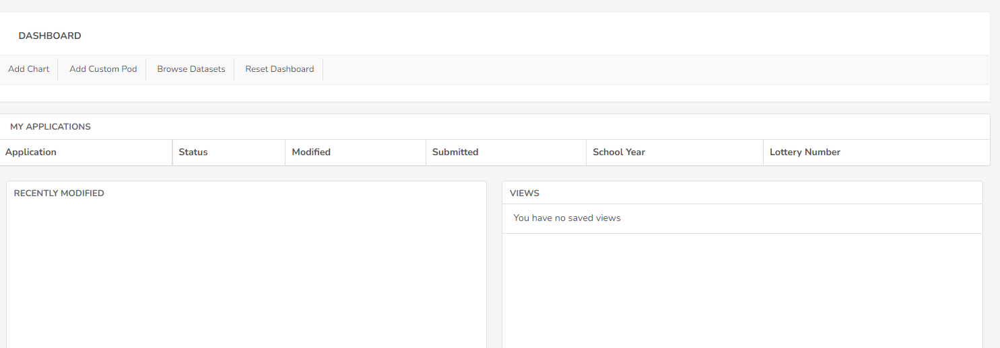 DASHBOARD
Add Chart Add Custom Pod Browse Datasets Reset Dashboard
MY APPLICATIONS
Application Status Modified Submitted School Year Lottery Number
RECENTLY MODIFIED
VIEWS
You have no saved views